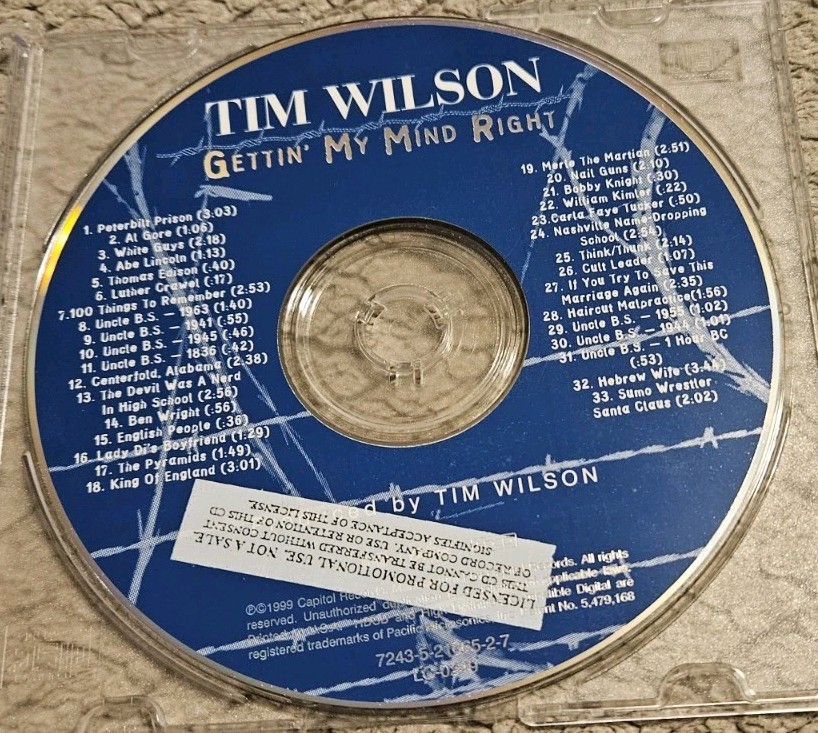 TIM WILSON
GETTIN' MY MIND RIGHT
1. Peterbilt Prison (3:03)
2. Al Gore (1:06)
3. White Guys (2:18)
4. Abe Lincoln (1:13)
5. Thomas Edison (:40)
6. Luther Crawel (:17)
7.100 Things To Remember (2:53)
8. Uncle B.S. – 1963 (1:40)
9. Uncle B.S. – 1941 (:55)
10. Uncle B.S. – 1945 (:46)
11. Uncle B.S. – 1836 (:42)
12. Centerfold, Alabama (2:38)
13. The Devil Was A Nerd
In High School (2:56)
14. Ben Wright (:56)
15. English People (:36)
16. Lady Di's Boyfriend (1:29)
17. The Pyramids (1:49)
18. King Of England (3:01)
19. Merle The Martian (2:51)
20. Nail Guns (2:10)
21. Bobby Knight (:30)
22. William Kimler (:22)
23.Carla Faye Tucker (:50)
24. Nashville Name-Dropping
School (2:54)
25. Think/Thunk (2:14)
26. Cult Leader (1:07)
27. If You Try To Save This
Marriage Again (2:35)
28. Haircut Malpractice(1:56)
29. Uncle B.S. – 1955 (1:02)
30. Uncle B.S. – 1944 (1:01)
31. Uncle B.S. – 1 Hour BC
(:53)
32. Hebrew Wife (3:44)
33. Sumo Wrestler
Santa Claus (2:02)
by TIM WILSON
LICENSED FOR PROMOTIONAL USE. NOT A SALE.
THIS CD CANNOT BE TRANSFERRED WITHOUT CONSENT
OF RECORD COMPANY. USE OR RETENTION OF THIS CD
SIGNIFIES ACCEPTANCE OF THIS LICENSE.
℗©1999 Capitol All rights
reserved. Unauthorized applicable laws.
Digital are
registered trademarks of Pacific No. 5,479,168